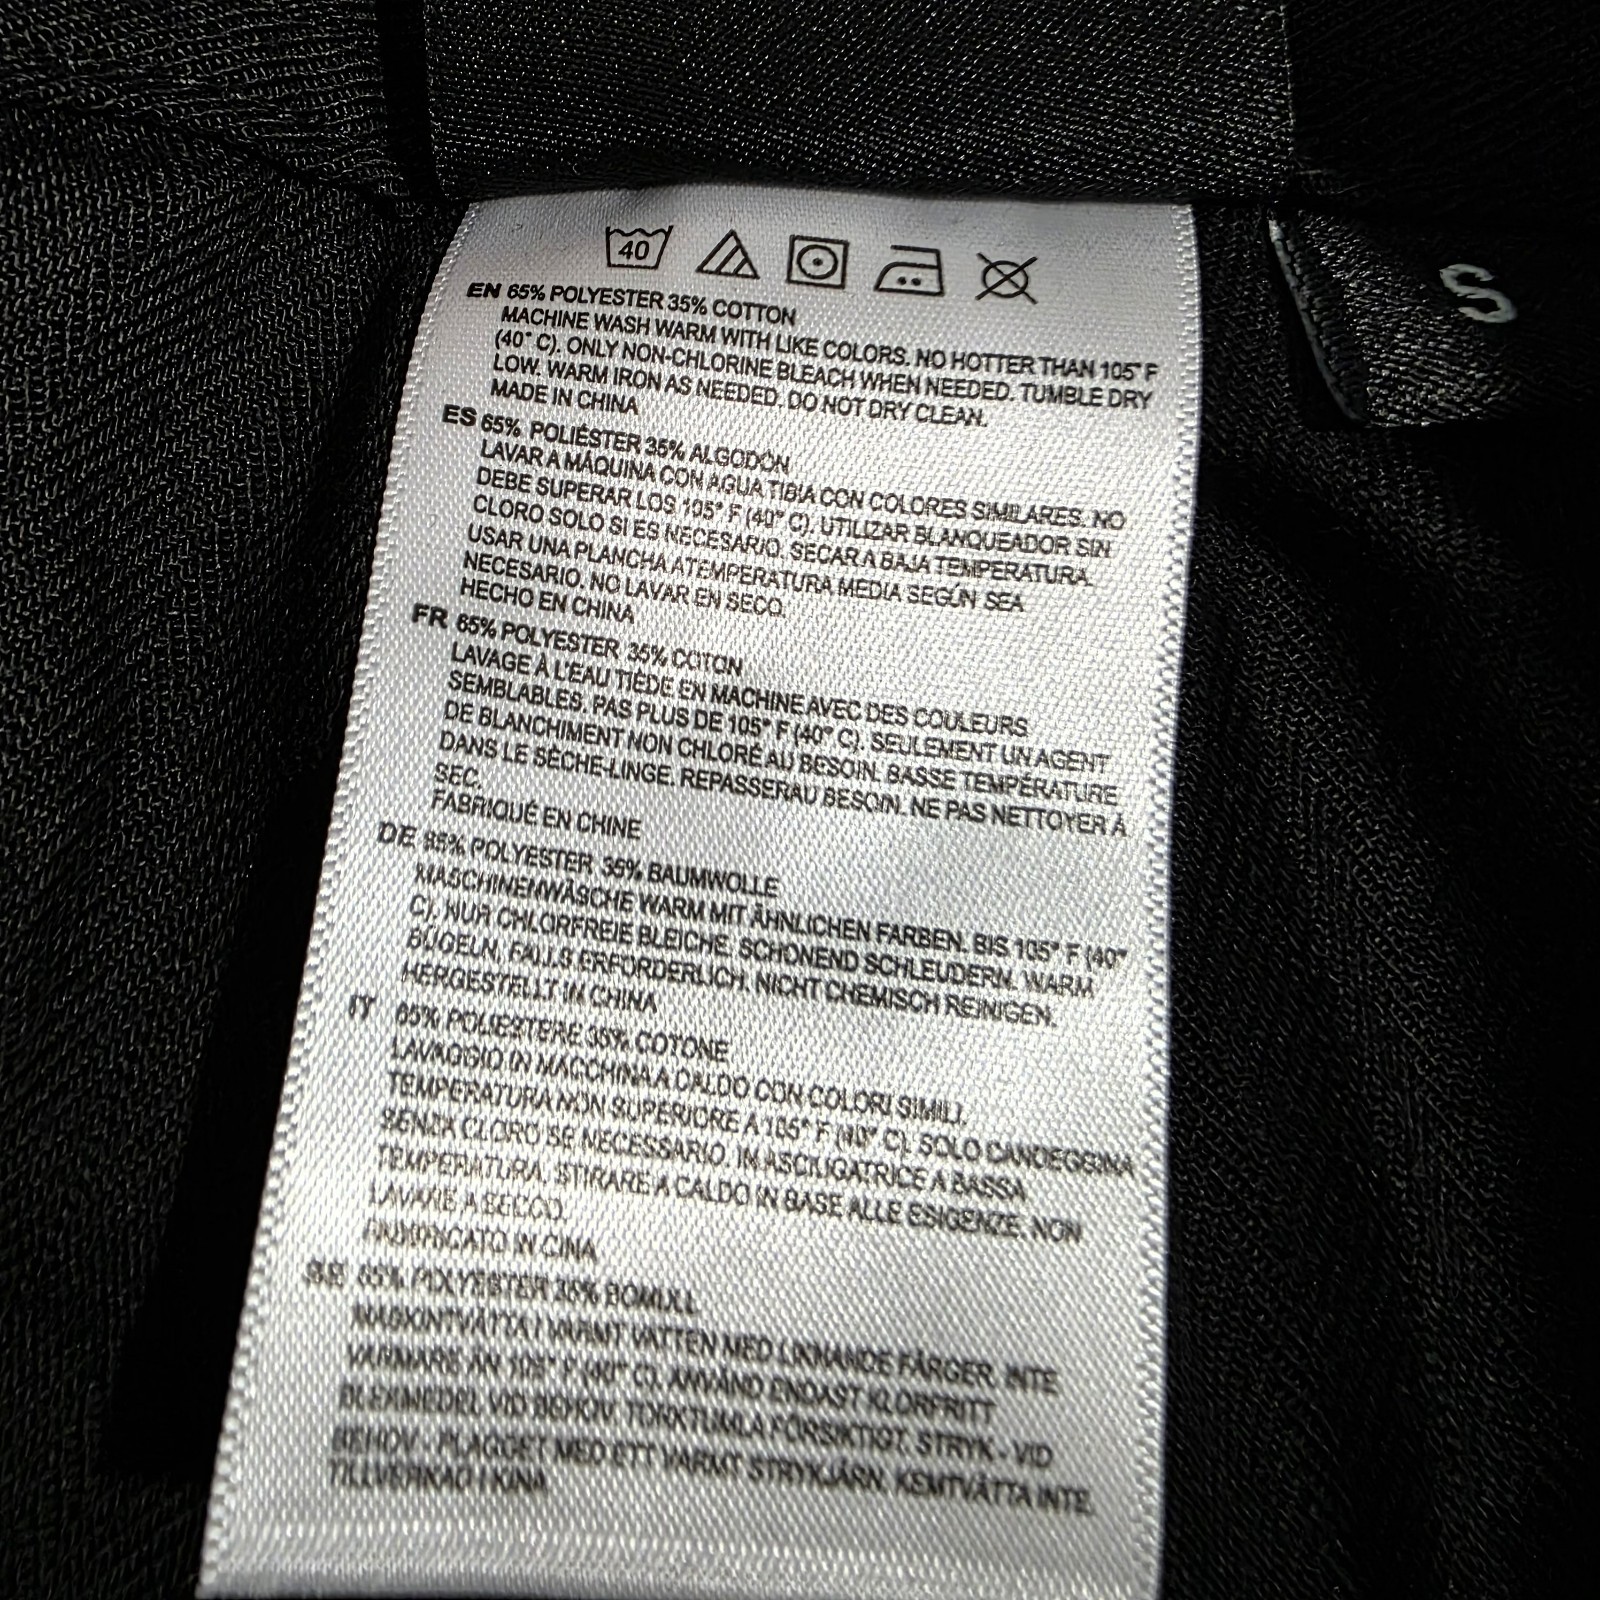 40
S
EN 65% POLYESTER 35% COTTON
MACHINE WASH WARM WITH LIKE COLORS. NO HOTTER THAN 105° F
(40° C). ONLY NON-CHLORINE BLEACH WHEN NEEDED. TUMBLE DRY
LOW. WARM IRON AS NEEDED. DO NOT DRY CLEAN.
MADE IN CHINA
ES 65% POLIÉSTER 35% ALGODÓN
LAVAR A MÁQUINA CON AGUA TIBIA CON COLORES SIMILARES. NO
DEBE SUPERAR LOS 105° F (40° C). UTILIZAR BLANQUEADOR SIN
CLORO SOLO SI ES NECESARIO. SECAR A BAJA TEMPERATURA.
USAR UNA PLANCHA A TEMPERATURA MEDIA SEGÚN SEA
NECESARIO. NO LAVAR EN SECO.
HECHO EN CHINA
FR 65% POLYESTER 35% COTON
LAVAGE À L'EAU TIÈDE EN MACHINE AVEC DES COULEURS
SEMBLABLES, PAS PLUS DE 105° F (40° C). SEULEMENT UN AGENT
DE BLANCHIMENT NON CHLORÉ AU BESOIN. BASSE TEMPÉRATURE
DANS LE SÈCHE-LINGE. REPASSER AU BESOIN. NE PAS NETTOYER À
SEC.
FABRIQUÉ EN CHINE
DE 65% POLYESTER 35% BAUMWOLLE
MASCHINENWÄSCHE WARM MIT ÄHNLICHEN FARBEN. BIS 105° F (40°
C). NUR CHLORFREIE BLEICHE. SCHONEND SCHLEUDERN. WARM
BÜGELN, FALLS ERFORDERLICH. NICHT CHEMISCH REINIGEN.
HERGESTELLT IN CHINA
IT 65% POLIESTERE 35% COTONE
LAVAGGIO IN MACCHINA A CALDO CON COLORI SIMILI.
TEMPERATURA NON SUPERIORE A 105° F (40° C). SOLO CANDEGGINA
SENZA CLORO SE NECESSARIO. IN ASCIUGATRICE A BASSA
TEMPERATURA. STIRARE A CALDO IN BASE ALLE ESIGENZE. NON
LAVARE A SECCO.
FABBRICATO IN CINA
SE 65% POLYESTER 35% BOMULL
MASKINTVÄTTA I VARMT VATTEN MED LIKNANDE FÄRGER. INTE
VARMARE ÄN 105° F (40° C). ANVÄND ENDAST KLORFRITT
BLEKMEDEL VID BEHOV. TORKTUMLA FÖRSIKTIGT. STRYK - VID
BEHOV - PLAGGET MED ETT VARMT STRYKJÄRN. KEMTVÄTTA INTE.
TILLVERKAD I KINA